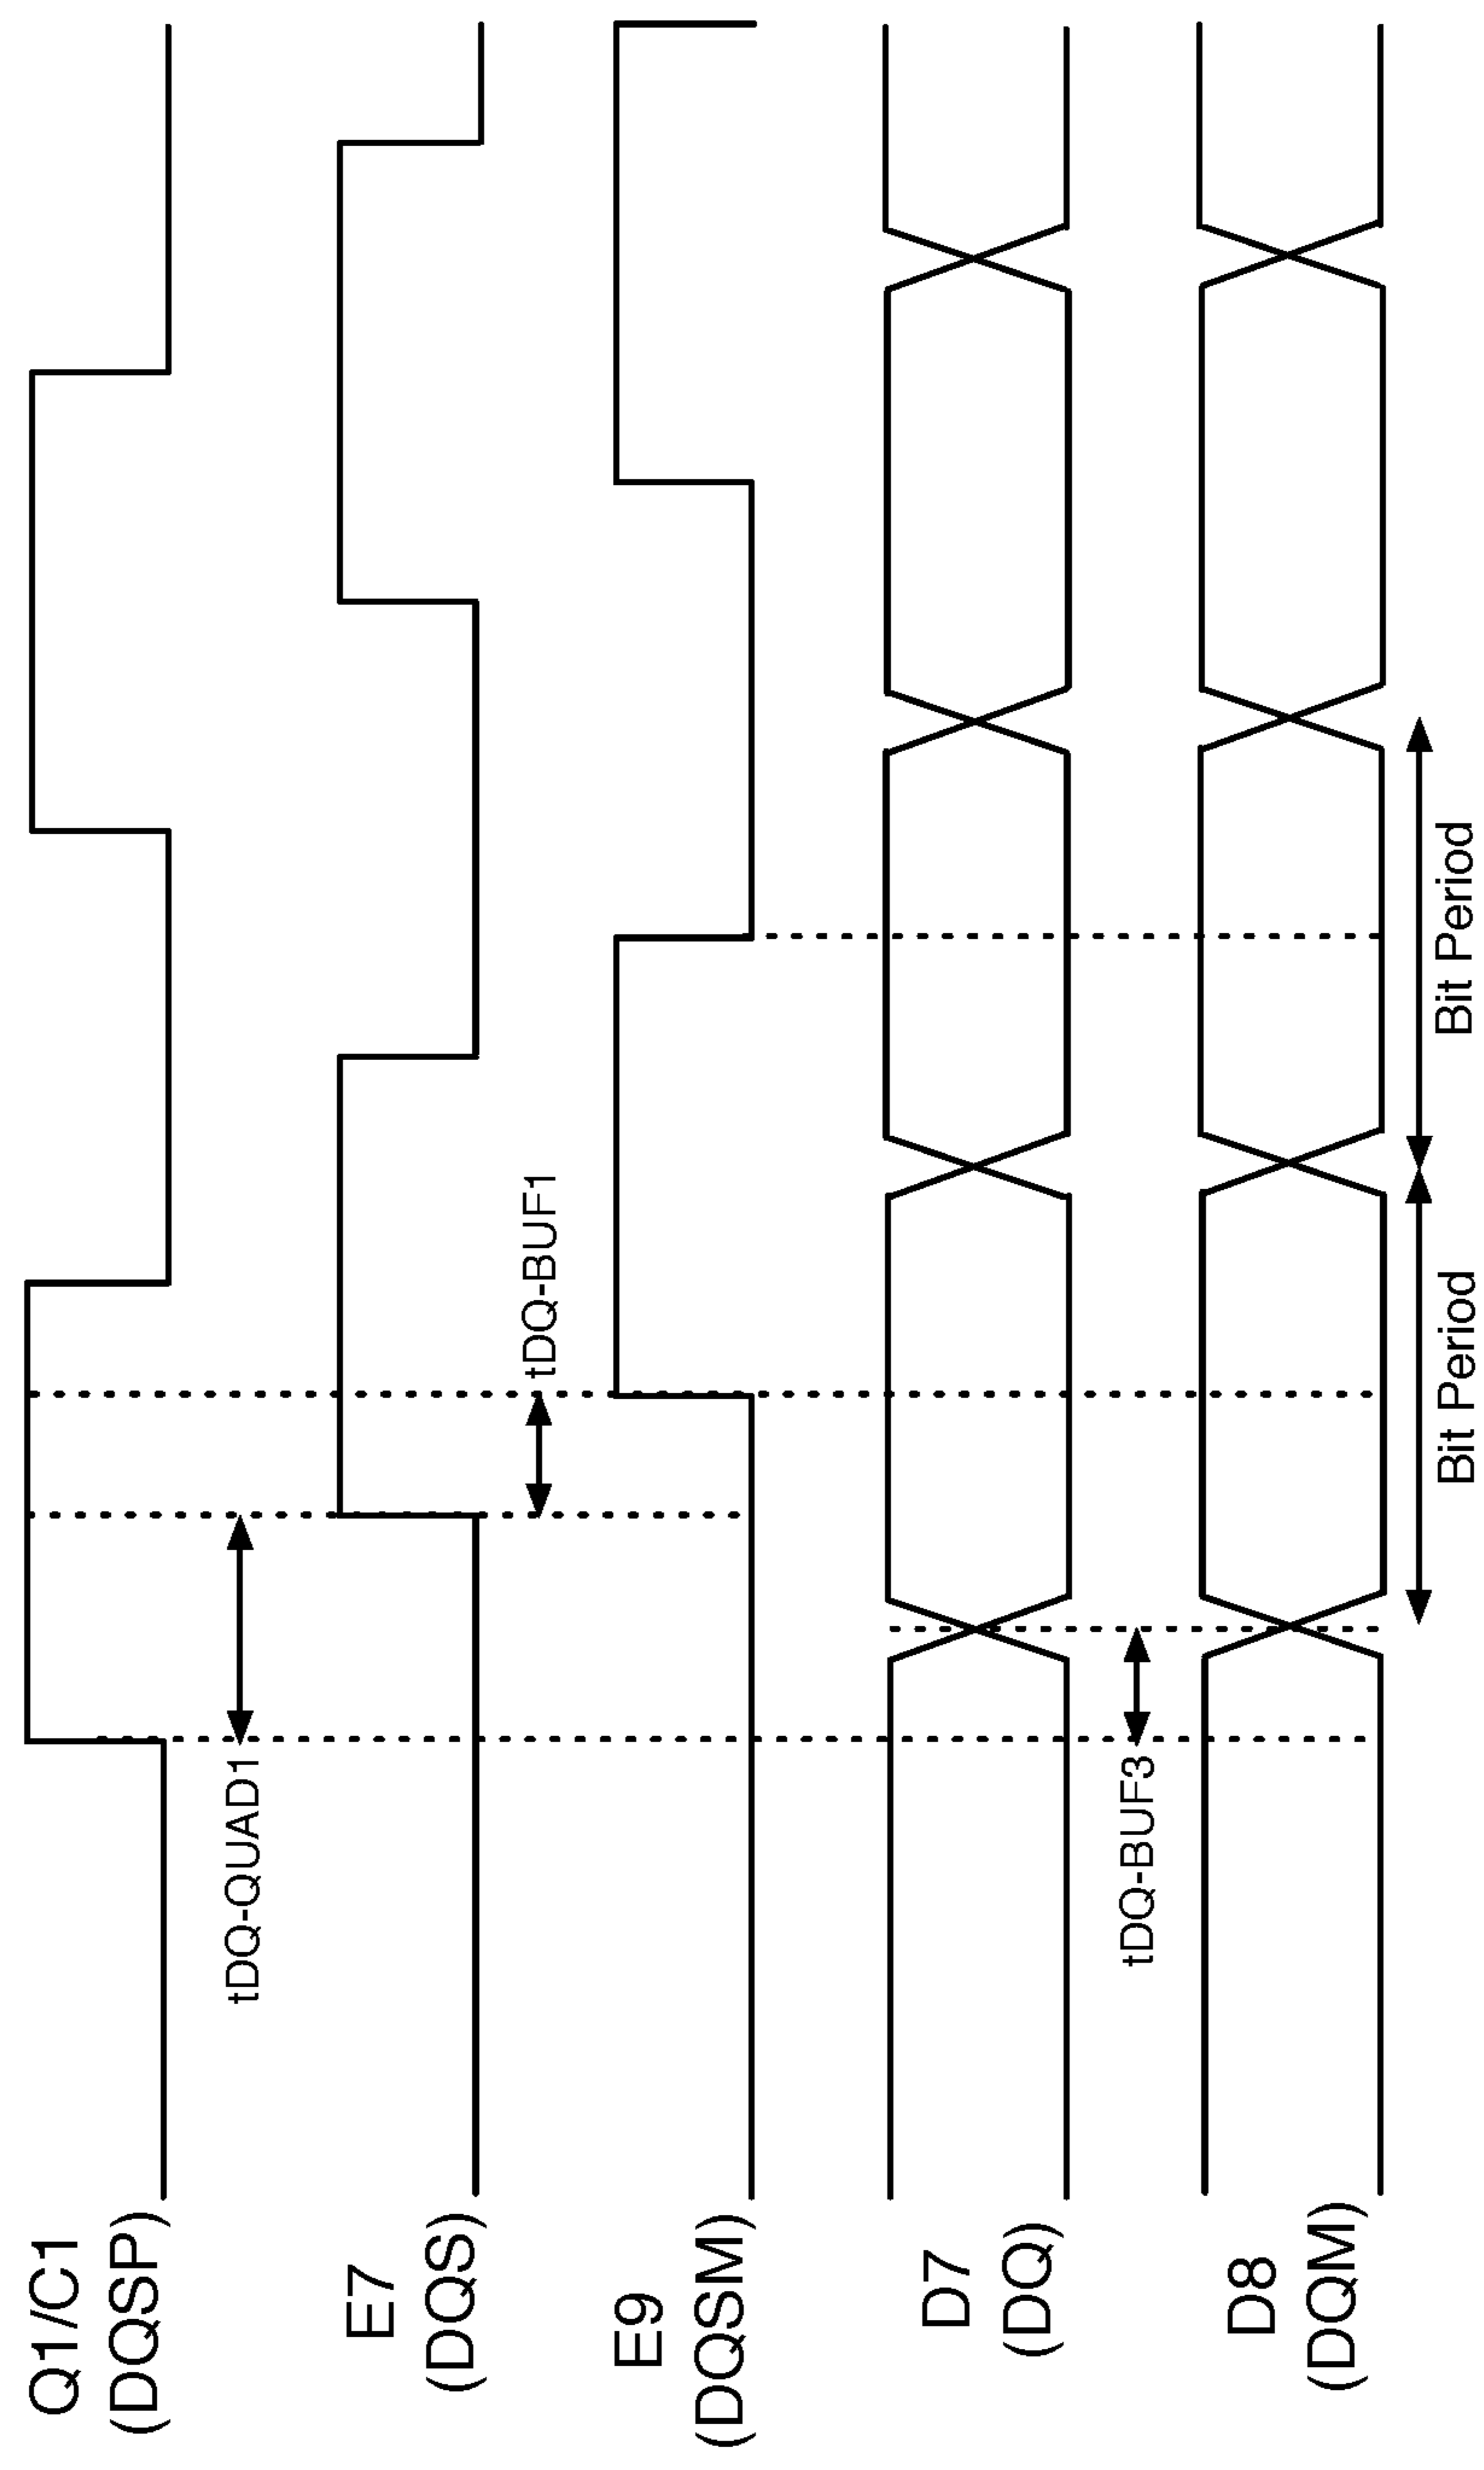 Q1/C1
(DQSP)
tDQ-QUAD1
E7
(DQS)
tDQ-BUF1
E9
(DQSM)
D7
(DQ)
tDQ-BUF3
D8
(DQM)
Bit Period
Bit Period